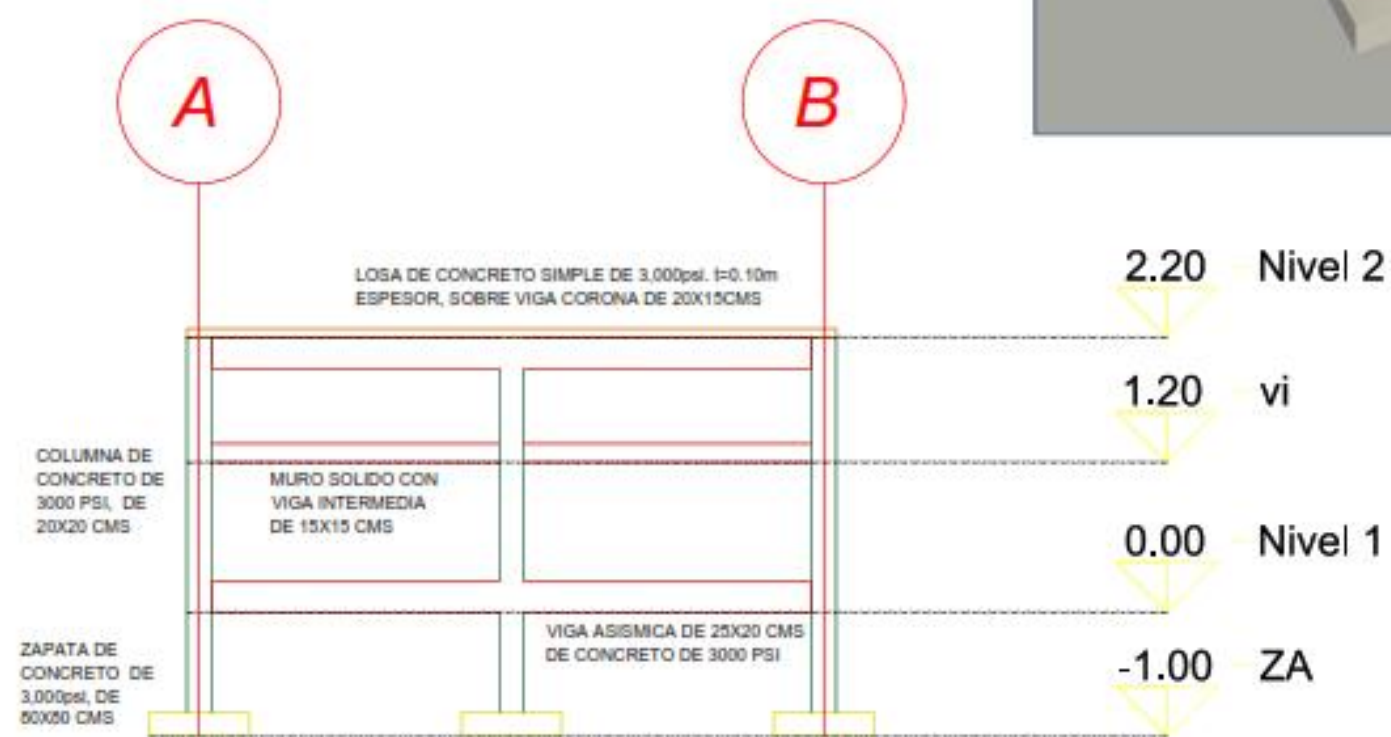 A
B
LOSA DE CONCRETO SIMPLE DE 3,000psi. t=0.10m
ESPESOR, SOBRE VIGA CORONA DE 20X15CMS
2.20 Nivel 2
1.20 vi
COLUMNA DE
CONCRETO DE
3000 PSI, DE
20X20 CMS
MURO SOLIDO CON
VIGA INTERMEDIA
DE 15X15 CMS
0.00 Nivel 1
VIGA ASISMICA DE 25X20 CMS
DE CONCRETO DE 3000 PSI
ZAPATA DE
CONCRETO DE
3,000psi, DE
CMS
-1.00 ZA